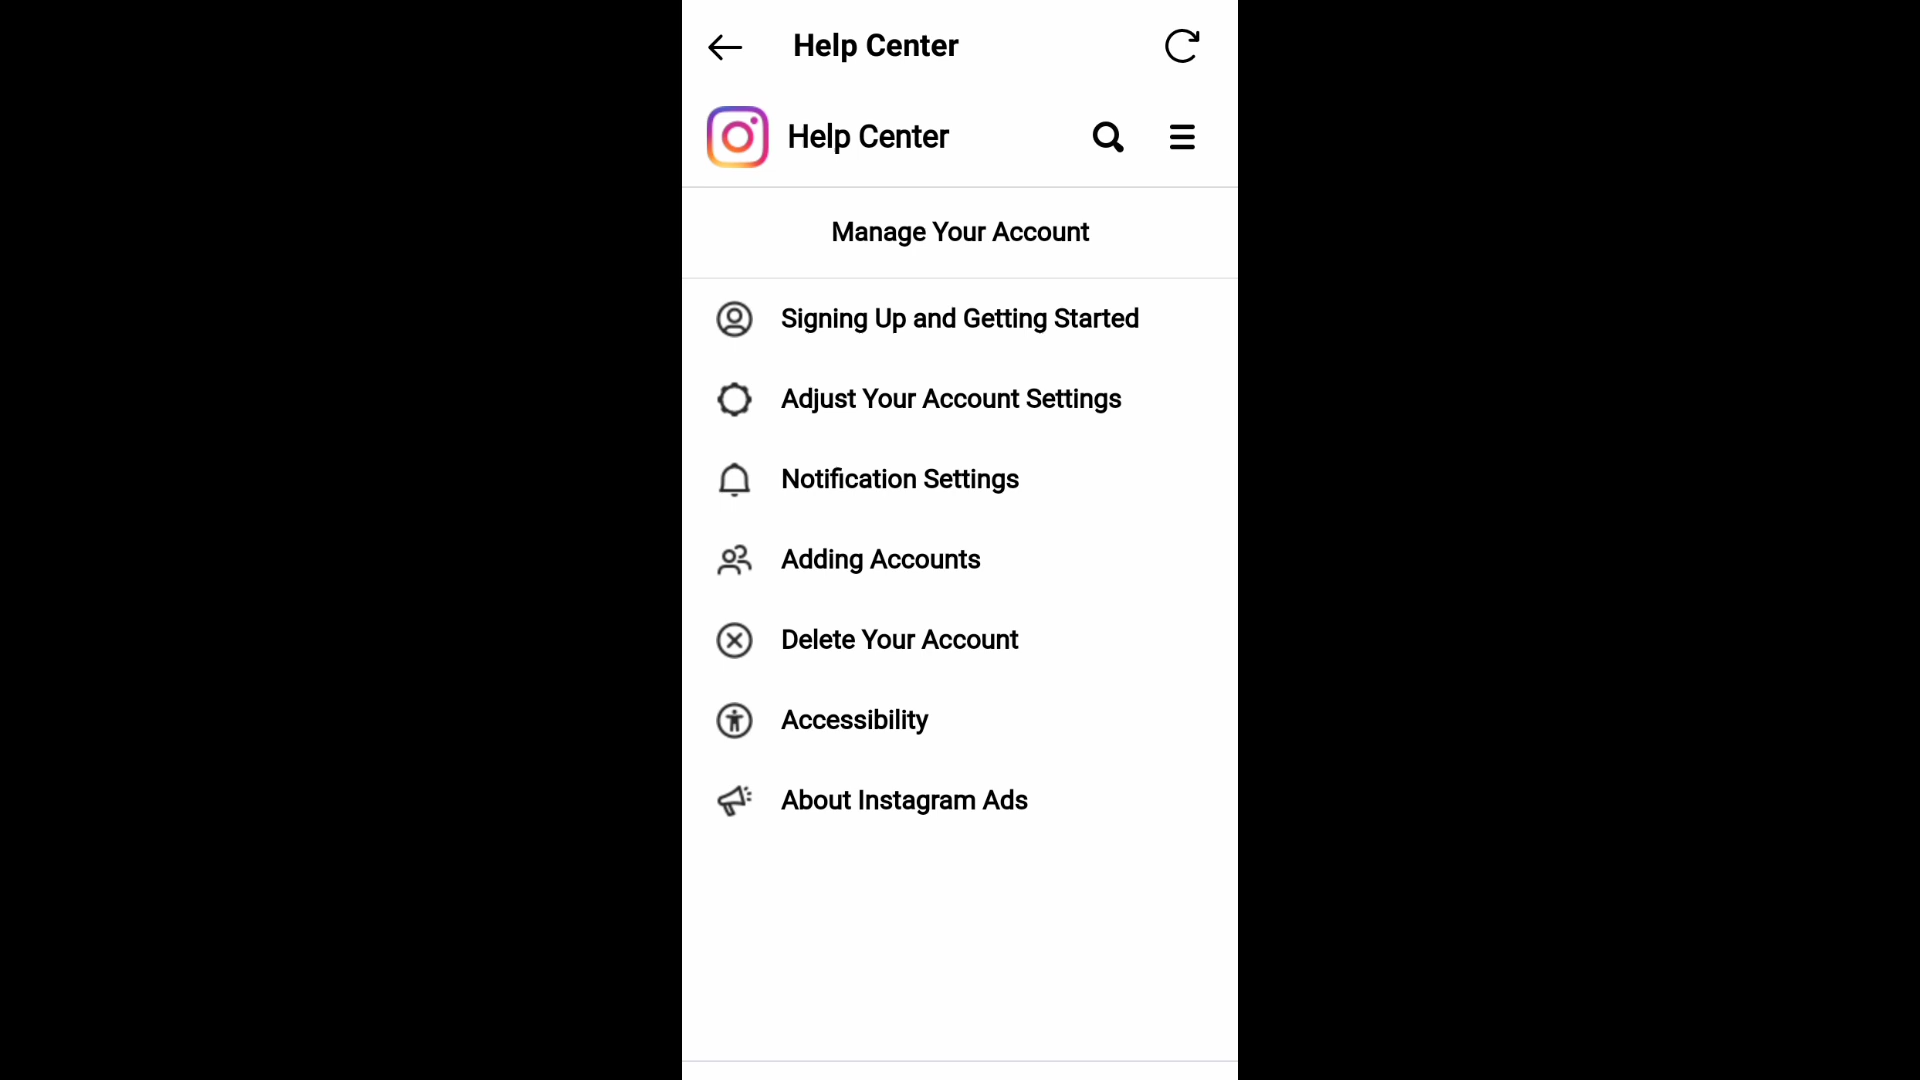 Help Center
Help Center
Manage Your Account
Signing Up and Getting Started
Adjust Your Account Settings
Notification Settings
Adding Accounts
Delete Your Account
Accessibility
About Instagram Ads